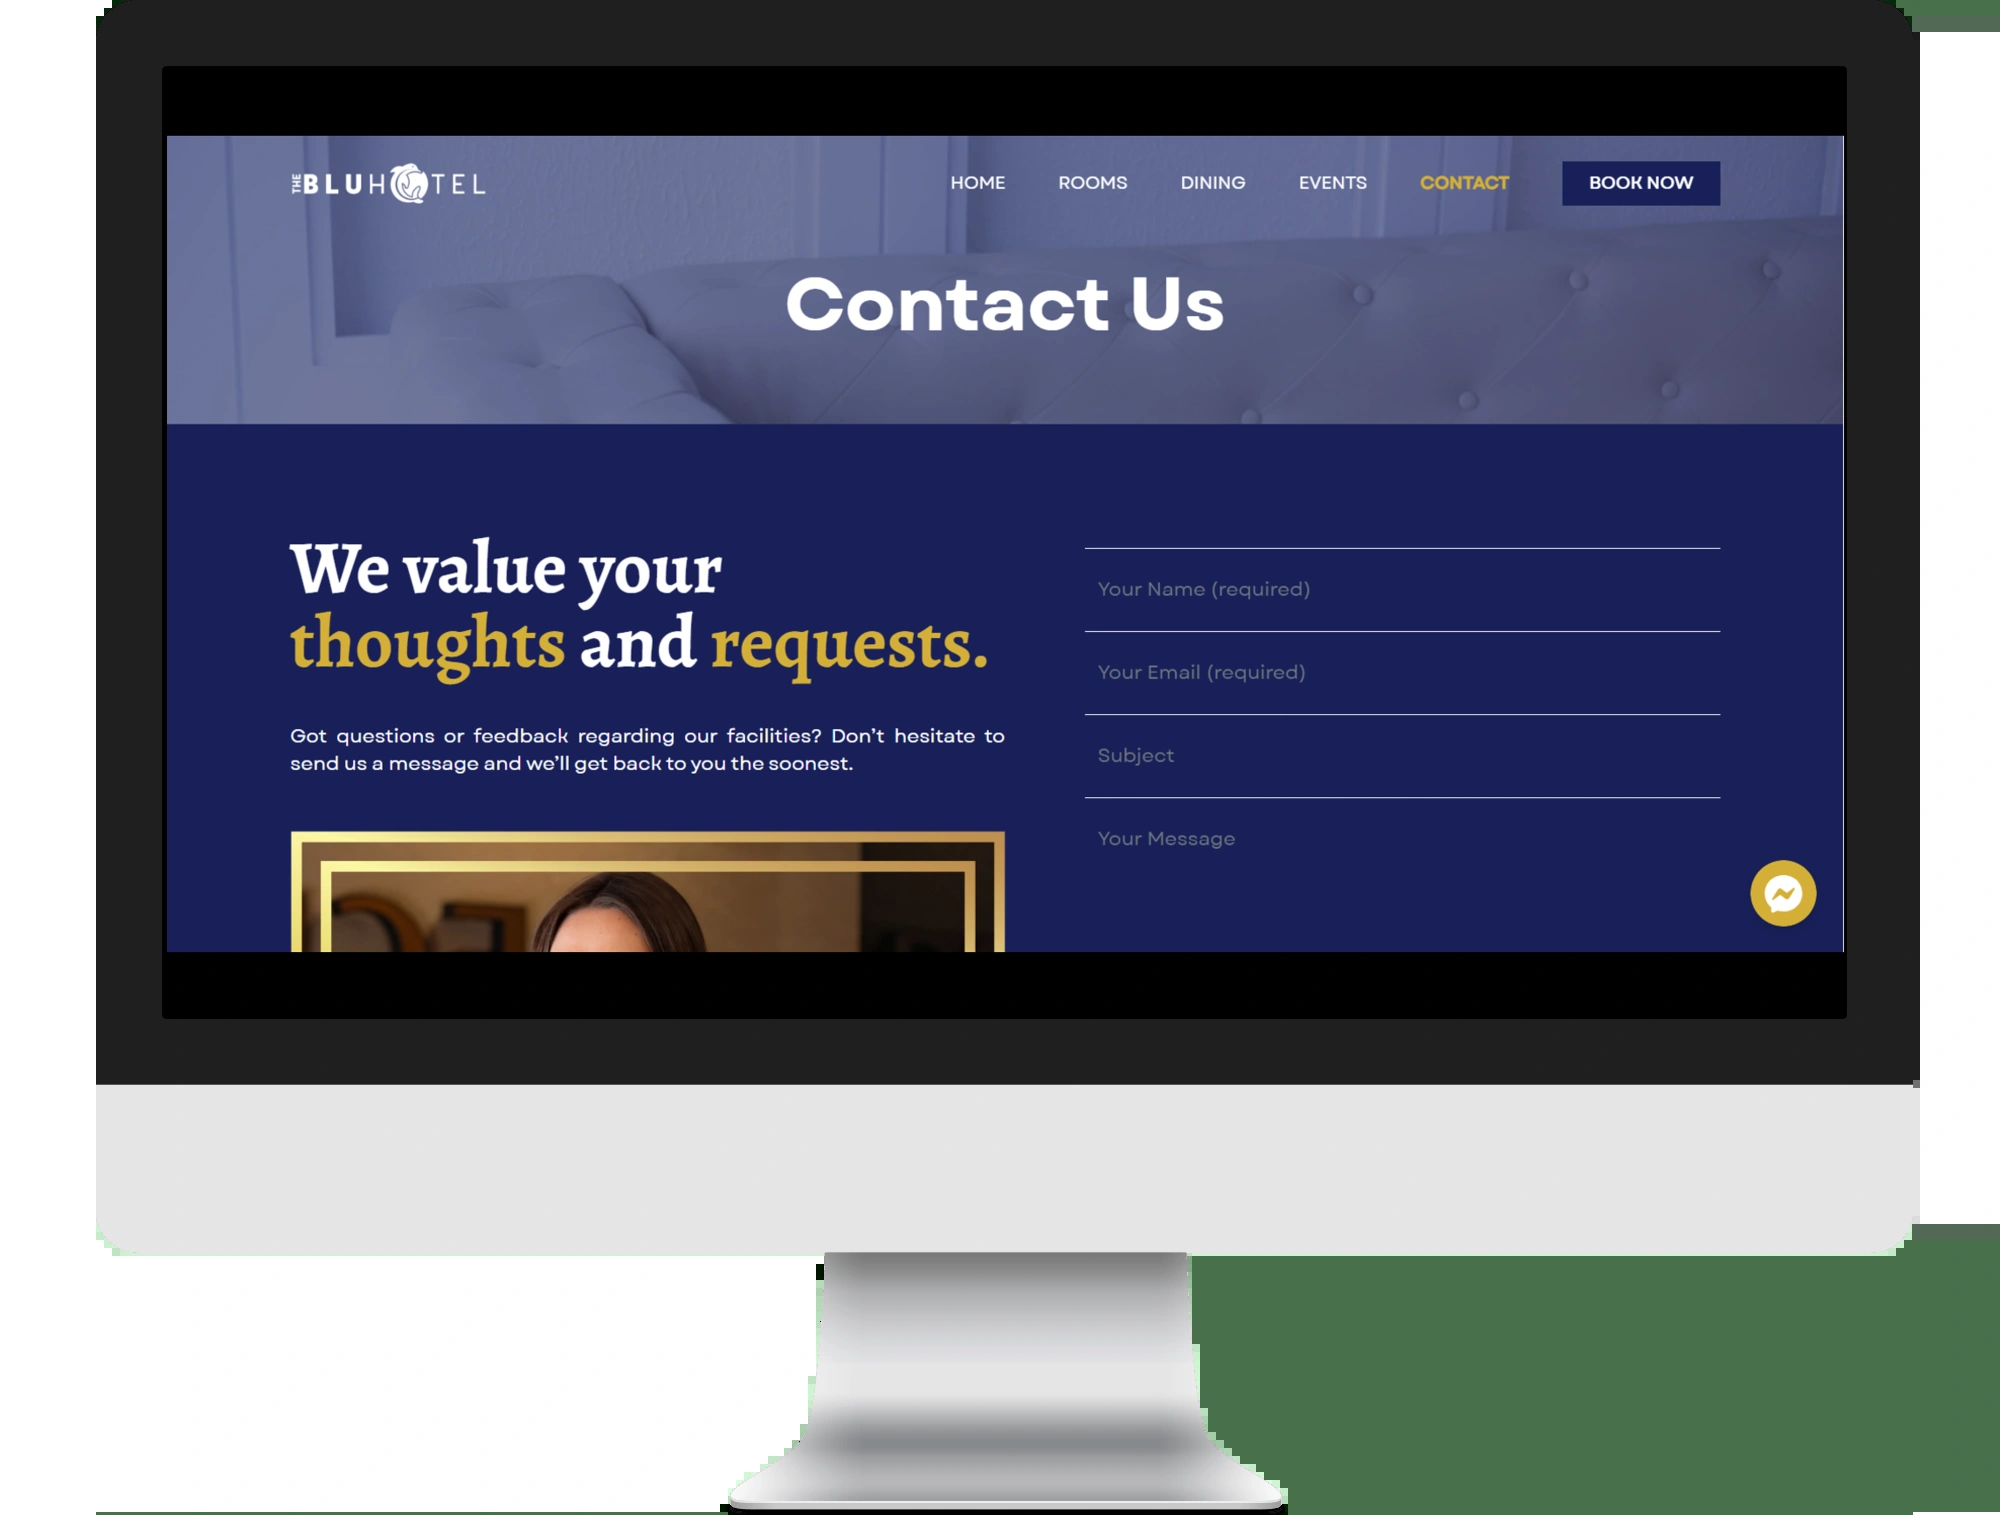 THE BLU HOTEL
HOME ROOMS DINING EVENTS CONTACT BOOK NOW
Contact Us
We value your
thoughts and requests.
Got questions or feedback regarding our facilities? Don’t hesitate to
send us a message and we’ll get back to you the soonest.
Your Name (required)
Your Email (required)
Subject
Your Message